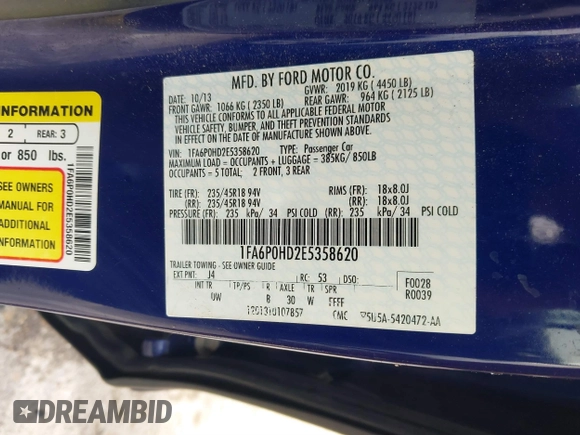 MFD. BY FORD MOTOR CO.
DATE: 10/13 GVWR: 2019 KG ( 4450 LB)
FRONT GAWR: 1066 KG ( 2350 LB) REAR GAWR: 964 KG ( 2125 LB)
THIS VEHICLE CONFORMS TO ALL APPLICABLE FEDERAL MOTOR
VEHICLE SAFETY, BUMPER, AND THEFT PREVENTION STANDARDS
IN EFFECT ON THE DATE OF MANUFACTURE SHOWN ABOVE.
VIN: 1FA6P0HD2E5358620 TYPE: Passenger Car
MAXIMUM LOAD = OCCUPANTS + LUGGAGE = 385KG/ 850LB
OCCUPANTS = 5 TOTAL; 2 FRONT, 3 REAR
TIRE (FR): 235/45R18 94V RIMS (FR): 18x8.0J
(RR): 235/45R18 94V (RR): 18x8.0J
PRESSURE (FR): 235 kPa/ 34 PSI COLD (RR): 235 kPa/ 34 PSI COLD
1FA6P0HD2E5358620
TRAILER TOWING - SEE OWNER GUIDE
EXT PNT: J4 RC: 53 DSO: F0028
INT TR TP/PS R AXLE TR SPR R0039
UW B 30 W FFFF
CMC
INFORMATION
2 REAR: 3
or 850 lbs.
SEE OWNERS
MANUAL FOR
ADDITIONAL
INFORMATION
1FA6P0HD2E5358620
DREAMBID